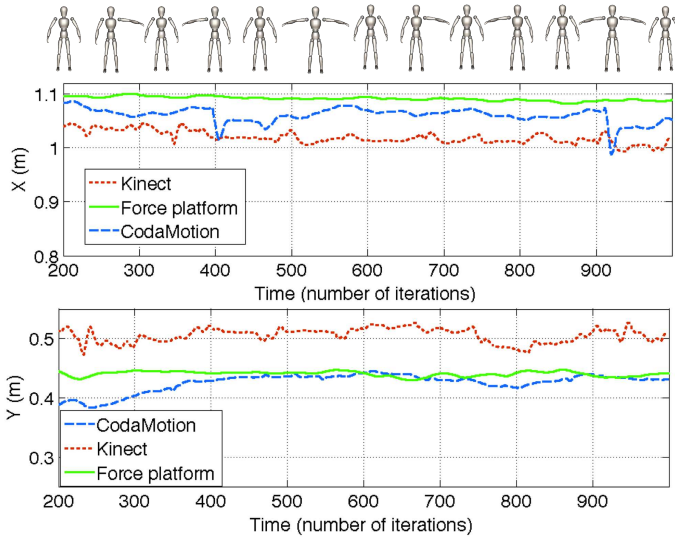 1.1
1
0.9
0.8
X (m)
Kinect
Force platform
CodaMotion
200 300 400 500 600 700 800 900
Time (number of iterations)
0.5
0.4
0.3
Y (m)
CodaMotion
Kinect
Force platform
200 300 400 500 600 700 800 900
Time (number of iterations)